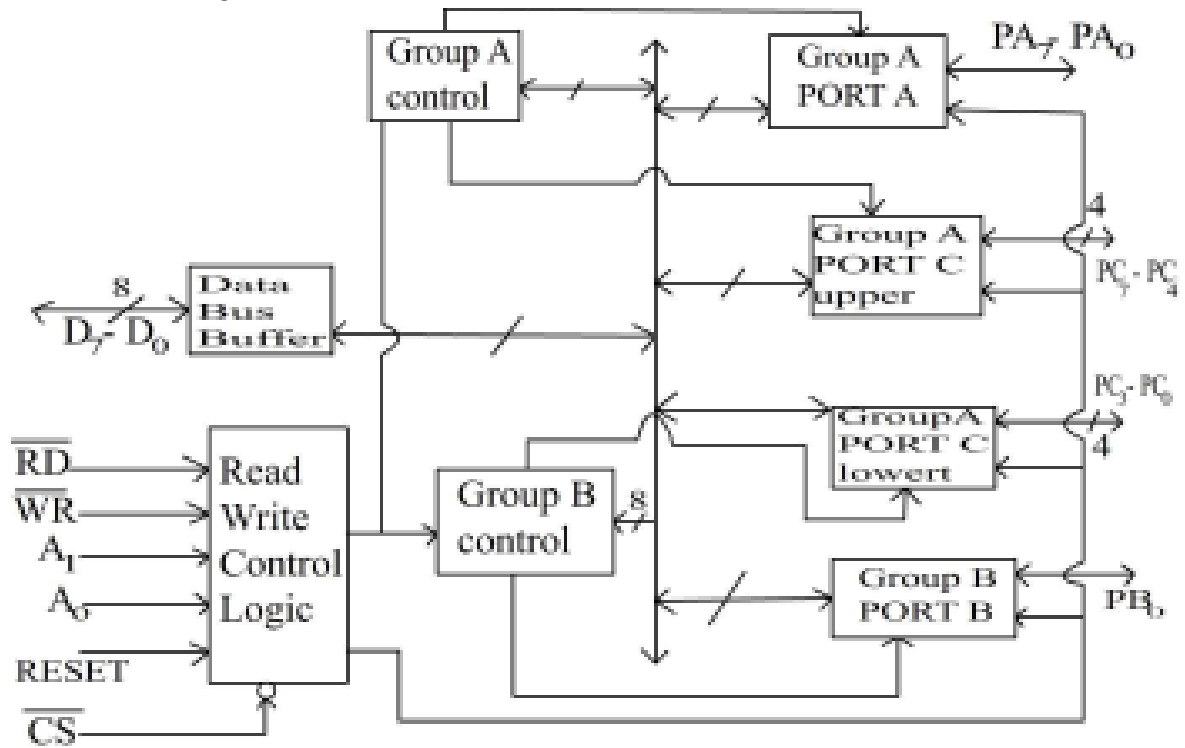 Group A
control
Group A
PORT A
PA7- PA0
4
Group A
PORT C
upper
PC7 - PC4
8
D7- D0
Data
Bus
Buffer
PC3- PC0
4
GroupA
PORT C
lowert
RD
WR
A1
A0
RESET
CS
Read
Write
Control
Logic
Group B
control
8
Group B
PORT B